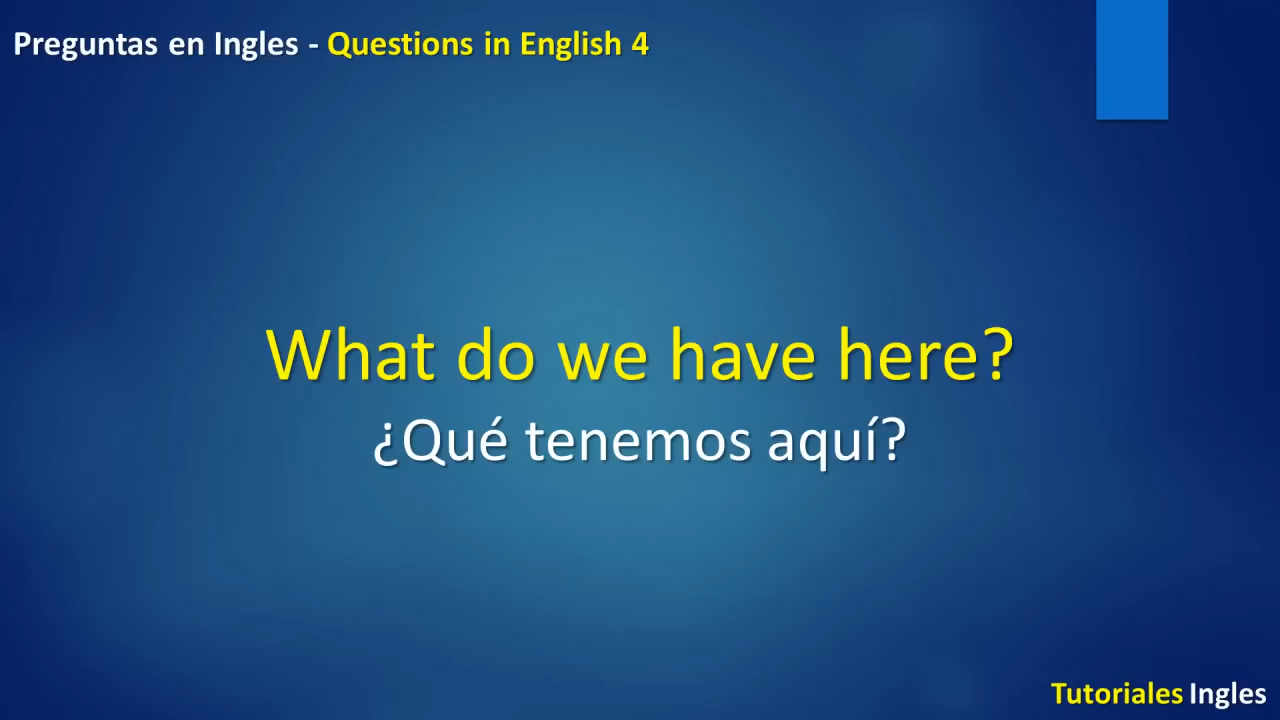 Preguntas en Ingles - Questions in English 4
What do we have here?
¿Qué tenemos aquí?
Tutoriales Ingles